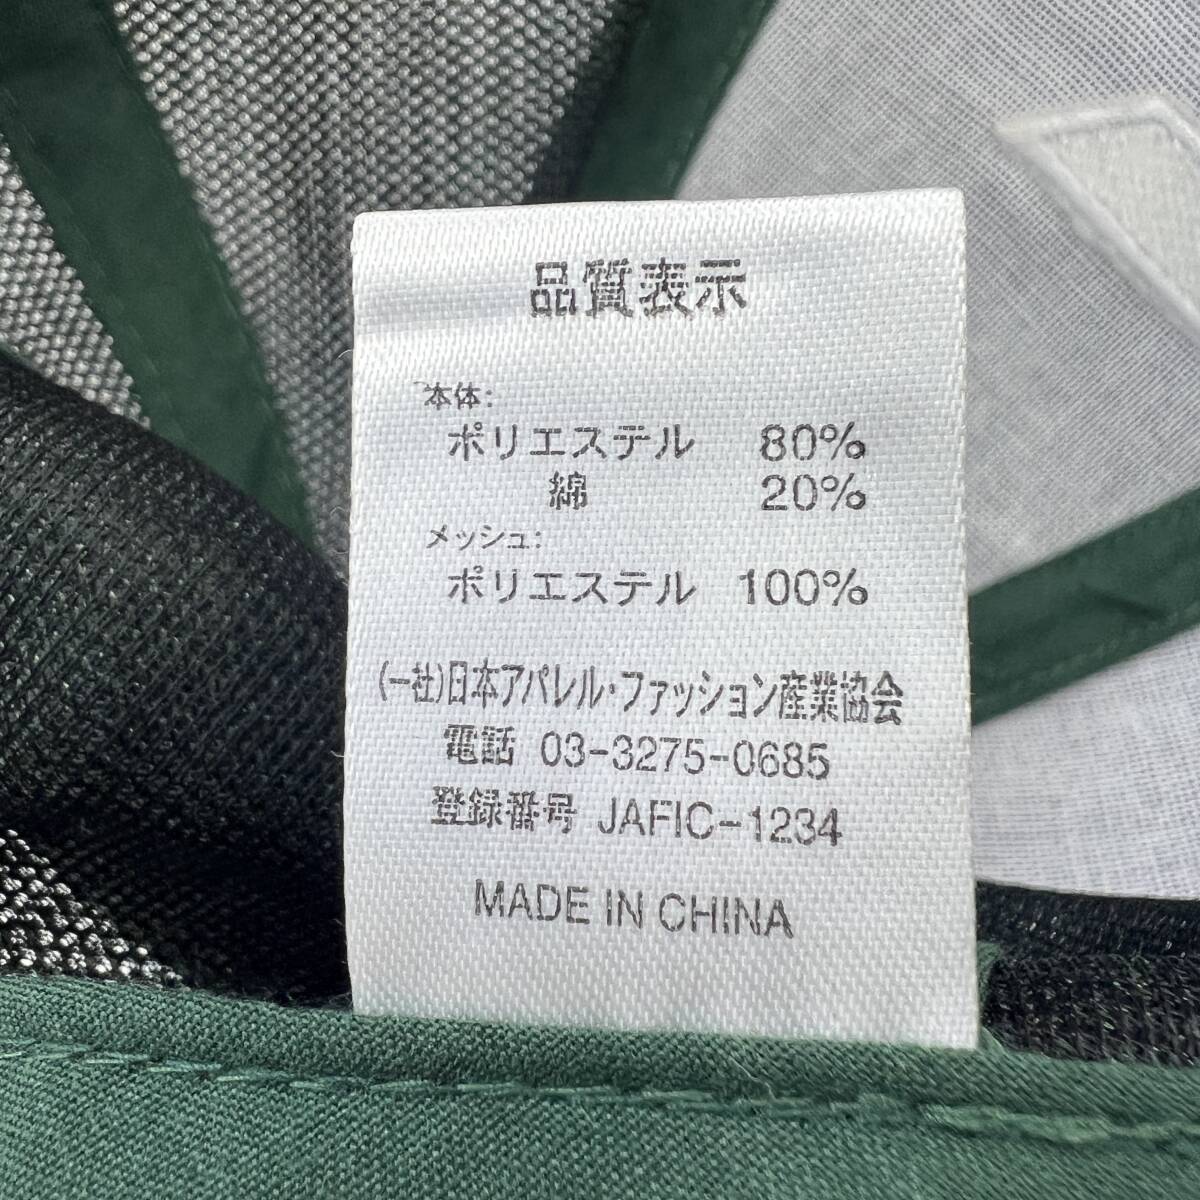 品質表示
本体:
ポリエステル 80%
綿 20%
メッシュ:
ポリエステル 100%
(一社)日本アパレル・ファッション産業協会
電話 03-3275-0685
登録番号 JAFIC-1234
MADE IN CHINA